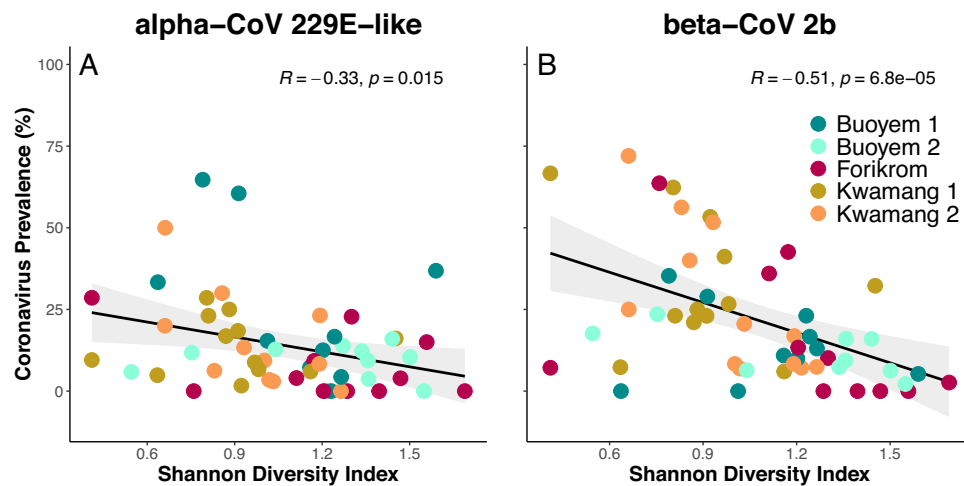 alpha−CoV 229E−like
beta−CoV 2b
A
R = −0.33, p = 0.015
B
R = −0.51, p = 6.8e−05
Buoyem 1
Buoyem 2
Forikrom
Kwamang 1
Kwamang 2
Coronavirus Prevalence (%)
100
75
50
25
0
0.6 0.9 1.2 1.5
0.6 0.9 1.2 1.5
Shannon Diversity Index
Shannon Diversity Index